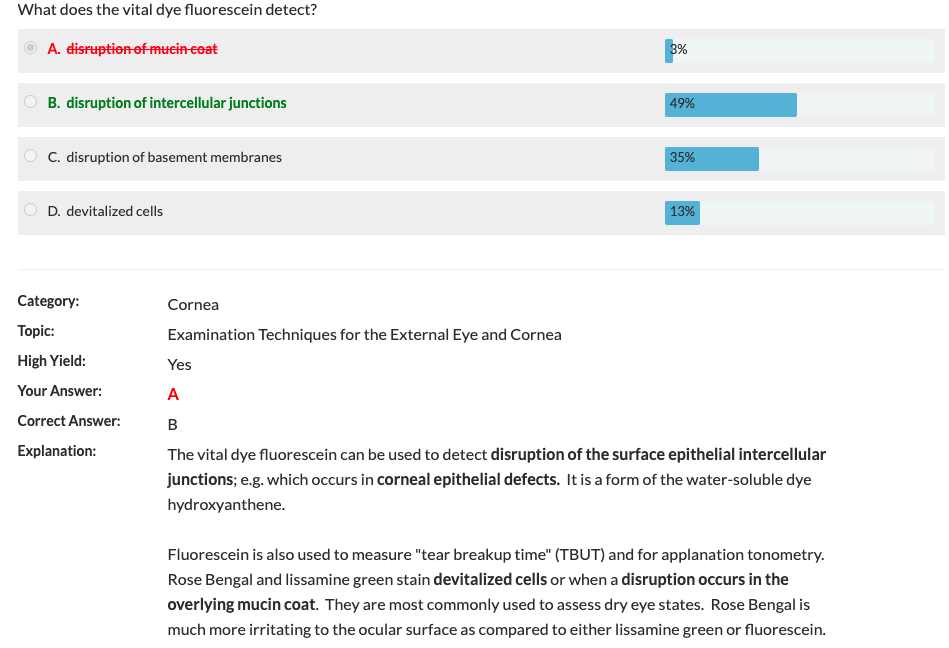 What does the vital dye fluorescein detect?
A. disruption of mucin coat 3%
B. disruption of intercellular junctions 49%
C. disruption of basement membranes 35%
D. devitalized cells 13%
Category: Cornea
Topic: Examination Techniques for the External Eye and Cornea
High Yield: Yes
Your Answer: A
Correct Answer: B
Explanation: The vital dye fluorescein can be used to detect disruption of the surface epithelial intercellular
junctions; e.g. which occurs in corneal epithelial defects. It is a form of the water-soluble dye
hydroxyanthene.
Fluorescein is also used to measure "tear breakup time" (TBUT) and for applanation tonometry.
Rose Bengal and lissamine green stain devitalized cells or when a disruption occurs in the
overlying mucin coat. They are most commonly used to assess dry eye states. Rose Bengal is
much more irritating to the ocular surface as compared to either lissamine green or fluorescein.